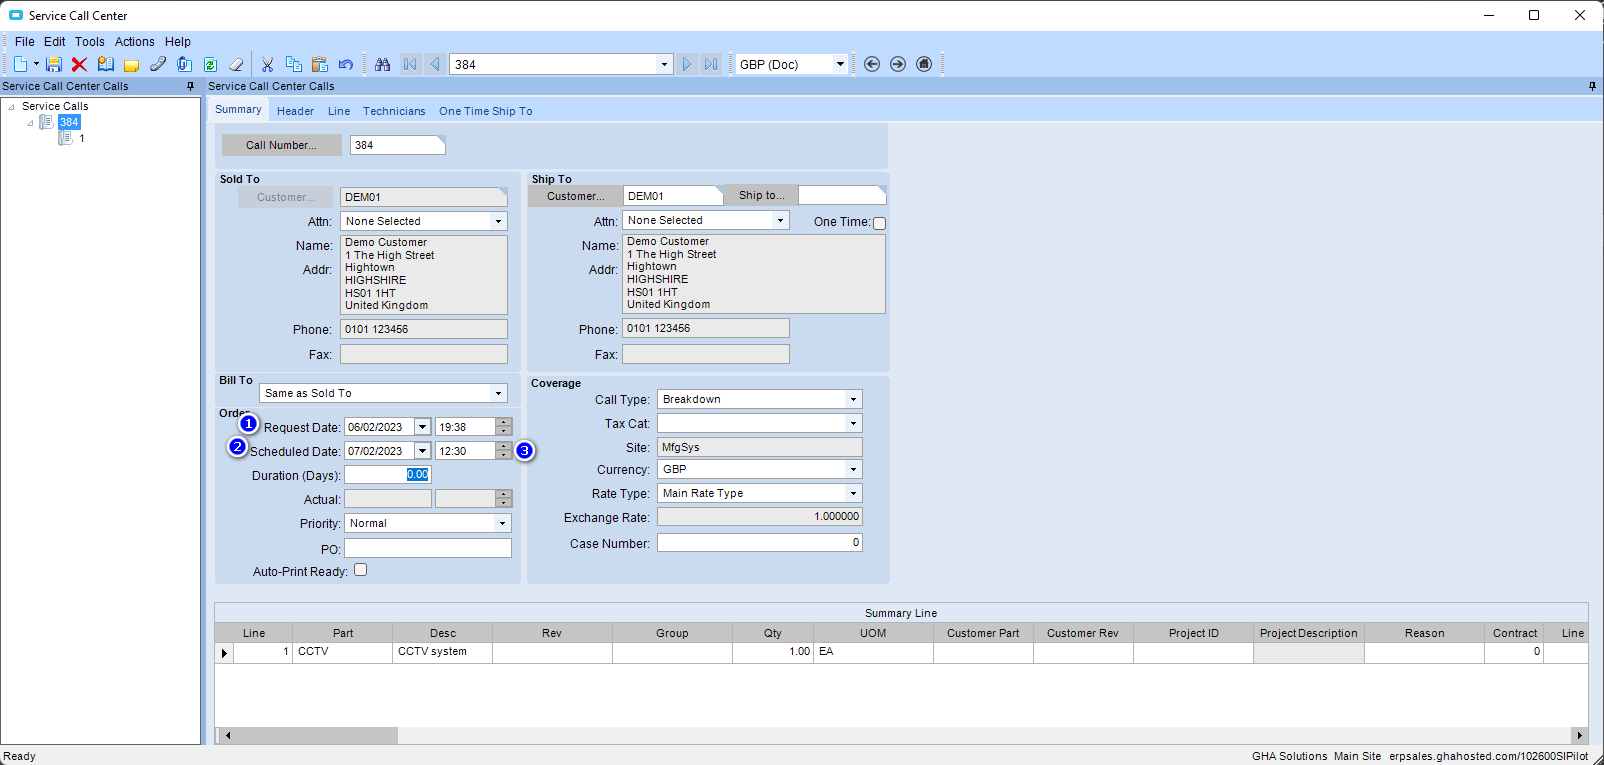 Service Call Center
File Edit Tools Actions Help
384 GBP (Doc)
Service Call Center Calls
Service Calls
384
1
Service Call Center Calls
Summary Header Line Technicians One Time Ship To
Call Number... 384
Sold To
Customer... DEM01
Attn: None Selected
Name: Demo Customer
Addr: 1 The High Street
Hightown
HIGHSHIRE
HS01 1HT
United Kingdom
Phone: 0101 123456
Fax:
Ship To
Customer... DEM01 Ship to...
Attn: None Selected One Time:
Name: Demo Customer
Addr: 1 The High Street
Hightown
HIGHSHIRE
HS01 1HT
United Kingdom
Phone: 0101 123456
Fax:
Bill To
Same as Sold To
Order
1 Request Date: 06/02/2023 19:38
2 Scheduled Date: 07/02/2023 12:30 3
Duration (Days): 0.00
Actual:
Priority: Normal
PO:
Auto-Print Ready:
Coverage
Call Type: Breakdown
Tax Cat:
Site: MfgSys
Currency: GBP
Rate Type: Main Rate Type
Exchange Rate: 1.000000
Case Number: 0
Summary Line
Line Part Desc Rev Group Qty UOM Customer Part Customer Rev Project ID Project Description Reason Contract Line
1 CCTV CCTV system 1.00 EA 0
Ready GHA Solutions Main Site erpsales.ghahosted.com/102600SIPilot